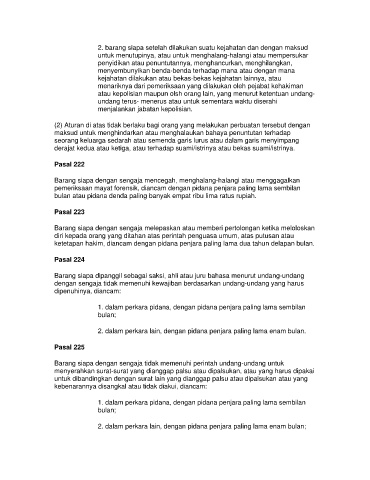 2. barang siapa setelah dilakukan suatu kejahatan dan dengan maksud
untuk menutupinya, atau untuk menghalang-halangi atau mempersukar
penyidikan atau penuntutannya, menghancurkan, menghilangkan,
menyembunyikan benda-benda terhadap mana atau dengan mana
kejahatan dilakukan atau bekas-bekas kejahatan lainnya, atau
menariknya dari pemeriksaan yang dilakukan oleh pejabat kehakiman
atau kepolisian maupun olsh orang lain, yang menurut ketentuan undang-
undang terus- menerus atau untuk sementara waktu diserahi
menjalankan jabatan kepolisian.
(2) Aturan di atas tidak berlaku bagi orang yang melakukan perbuatan tersebut dengan
maksud untuk menghindarkan atau menghalaukan bahaya penuntutan terhadap
seorang keluarga sedarah atau semenda garis lurus atau dalam garis menyimpang
derajat kedua atau ketiga, atau terhadap suami/istrinya atau bekas suami/istrinya.
Pasal 222
Barang siapa dengan sengaja mencegah, menghalang-halangi atau menggagalkan
pemeriksaan mayat forensik, diancam dengan pidana penjara paling lama sembilan
bulan atau pidana denda paling banyak empat ribu lima ratus rupiah.
Pasal 223
Barang siapa dengan sengaja melepaskan atau memberi pertolongan ketika meloloskan
diri kepada orang yang ditahan atas perintah penguasa umum, atas putusan atau
ketetapan hakim, diancam dengan pidana penjara paling lama dua tahun delapan bulan.
Pasal 224
Barang siapa dipanggil sebagai saksi, ahli atau juru bahasa menurut undang-undang
dengan sengaja tidak memenuhi kewajiban berdasarkan undang-undang yang harus
dipenuhinya, diancam:
1. dalam perkara pidana, dengan pidana penjara paling lama sembilan
bulan;
2. dalam perkara lain, dengan pidana penjara paling lama enam bulan.
Pasal 225
Barang siapa dengan sengaja tidak memenuhi perintah undang-undang untuk
menyerahkan surat-surat yang dianggap palsu atau dipalsukan, atau yang harus dipakai
untuk dibandingkan dengan surat lain yang dianggap palsu atau dipalsukan atau yang
kebenarannya disangkal atau tidak diakui, diancam:
1. dalam perkara pidana, dengan pidana penjara paling lama sembilan
bulan;
2. dalam perkara lain, dengan pidana penjara paling lama enam bulan;